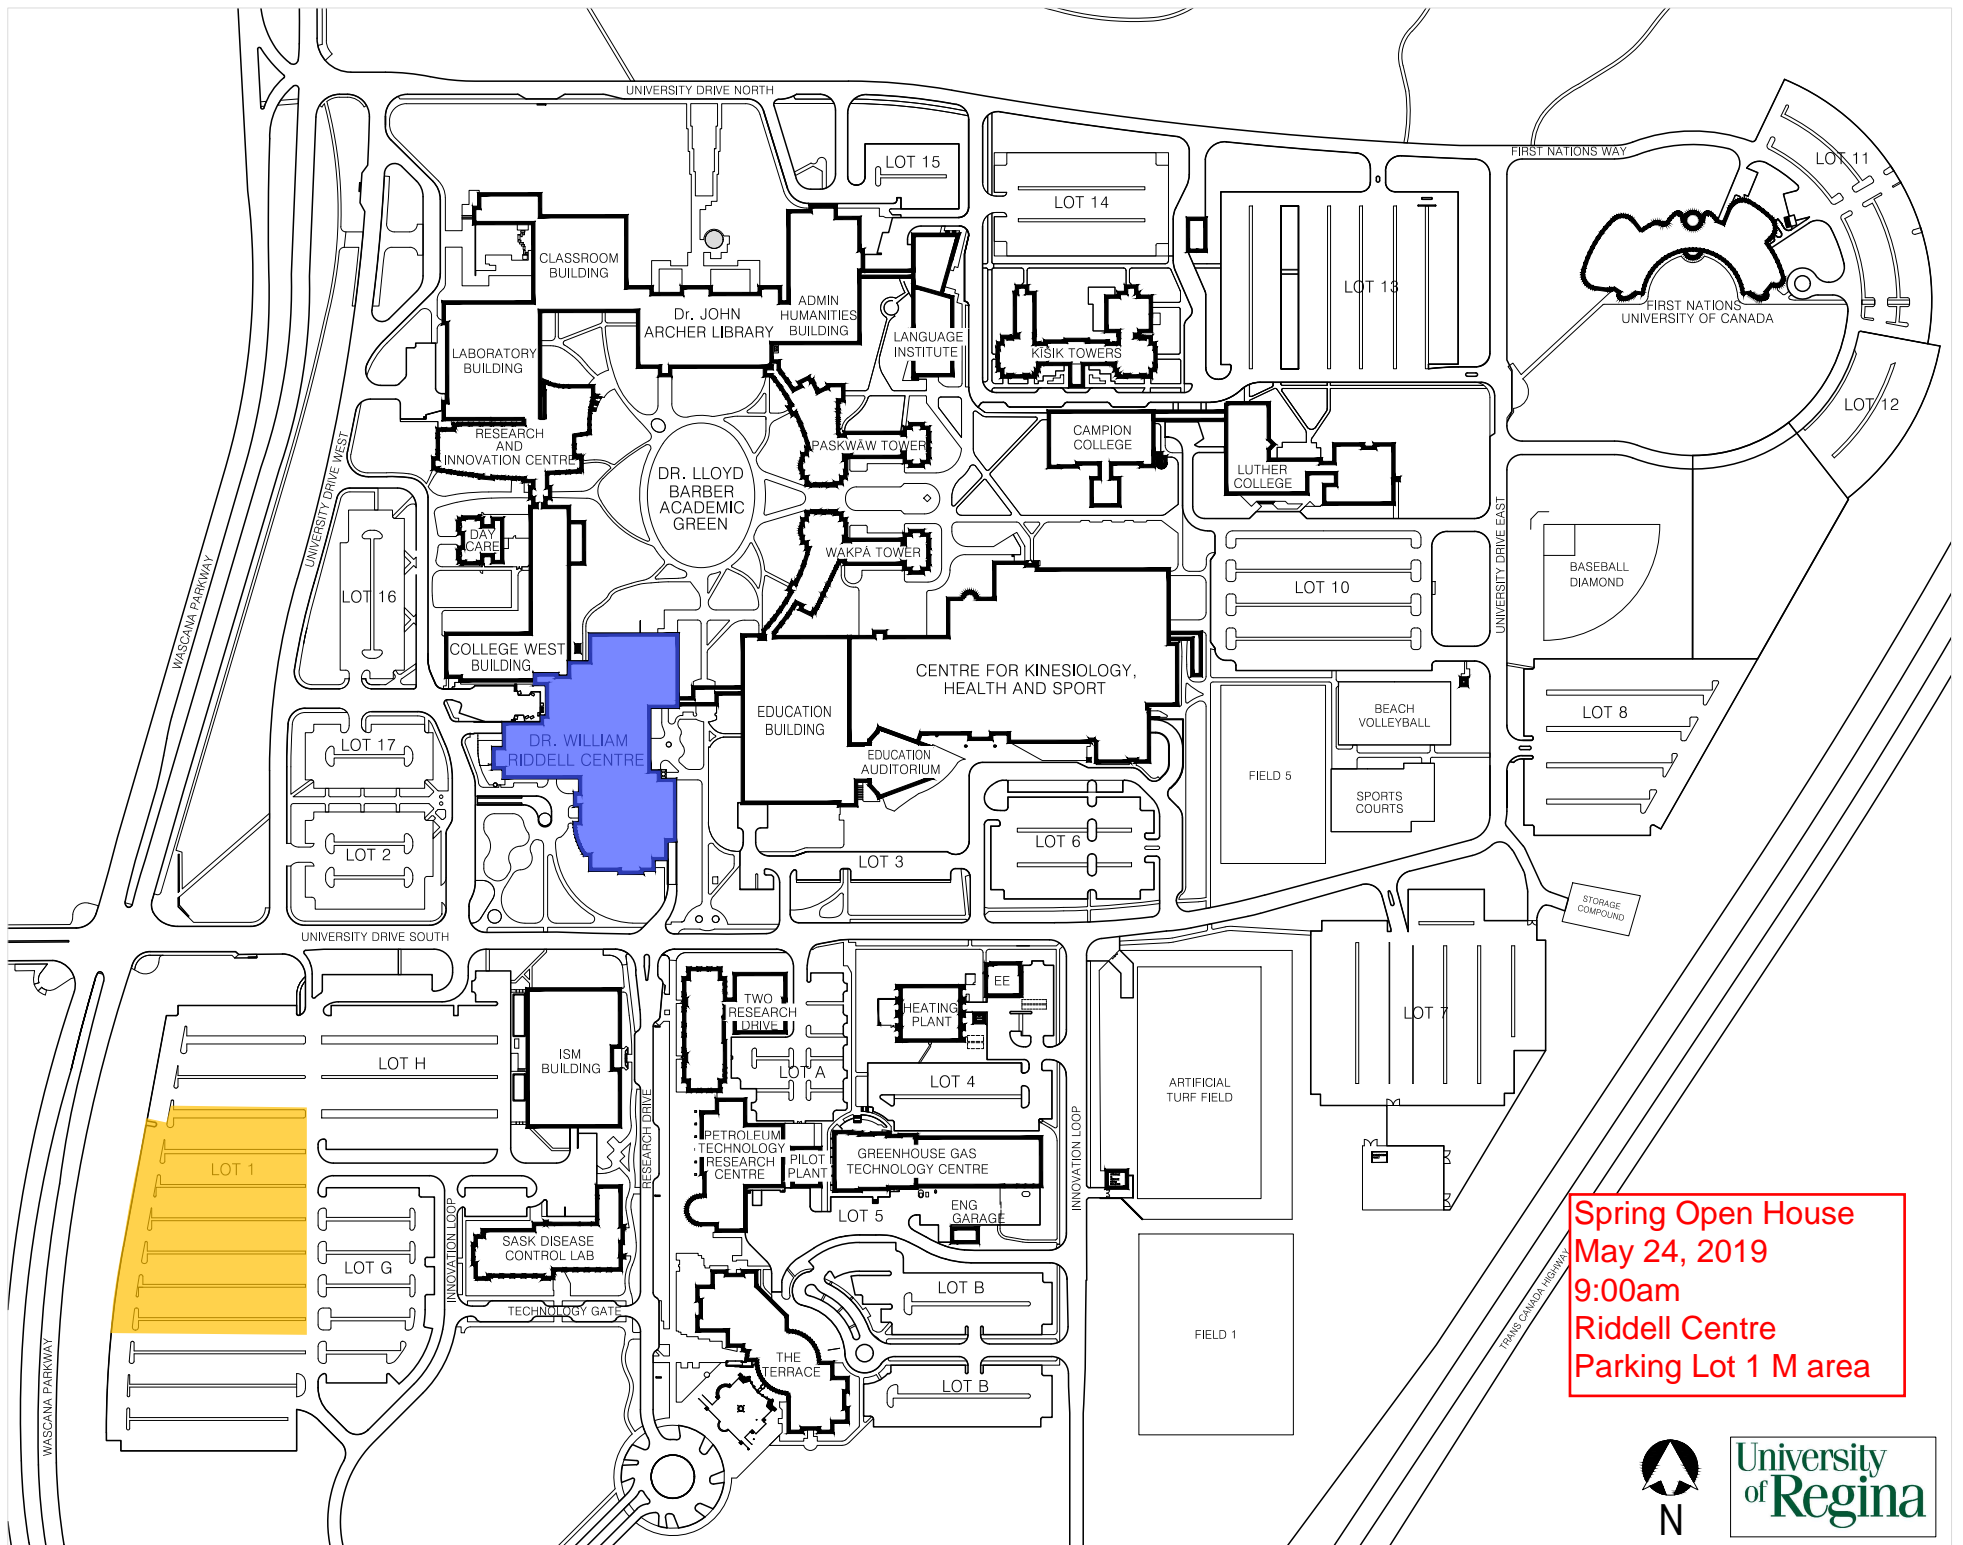 UNIVERSITY DRIVE NORTH
FIRST NATIONS WAY
LOT 15
LOT 11
LOT 14
CLASSROOM
BUILDING
LOT 13
ADMIN
HUMANITIES
BUILDING
Dr. JOHN
ARCHER LIBRARY
FIRST NATIONS
UNIVERSITY OF CANADA
LANGUAGE
INSTITUTE
KĪSIK TOWERS
LABORATORY
BUILDING
LOT 12
RESEARCH
AND
INNOVATION CENTRE
PASKWĀW TOWER
CAMPION
COLLEGE
LUTHER
COLLEGE
UNIVERSITY DRIVE WEST
DR. LLOYD
BARBER
ACADEMIC
GREEN
UNIVERSITY DRIVE EAST
DAY
CARE
WAKPĀ TOWER
BASEBALL
DIAMOND
WASCANA PARKWAY
LOT 16
LOT 10
COLLEGE WEST
BUILDING
CENTRE FOR KINESIOLOGY,
HEALTH AND SPORT
EDUCATION
BUILDING
BEACH
VOLLEYBALL
LOT 8
LOT 17
DR. WILLIAM
RIDDELL CENTRE
EDUCATION
AUDITORIUM
FIELD 5
SPORTS
COURTS
LOT 2
LOT 3
LOT 6
STORAGE
COMPOUND
UNIVERSITY DRIVE SOUTH
TWO
RESEARCH
DRIVE
EE
HEATING
PLANT
LOT 7
LOT H
ISM
BUILDING
LOT A
LOT 4
ARTIFICIAL
TURF FIELD
RESEARCH DRIVE
INNOVATION LOOP
PETROLEUM
TECHNOLOGY
RESEARCH
CENTRE
PILOT
PLANT
GREENHOUSE GAS
TECHNOLOGY CENTRE
LOT 1
LOT 5
ENG
GARAGE
INNOVATION LOOP
SASK DISEASE
CONTROL LAB
LOT G
LOT B
TECHNOLOGY GATE
FIELD 1
TRANS CANADA HIGHWAY
THE
TERRACE
LOT B
WASCANA PARKWAY
Spring Open House
May 24, 2019
9:00am
Riddell Centre
Parking Lot 1 M area
N
University
of Regina